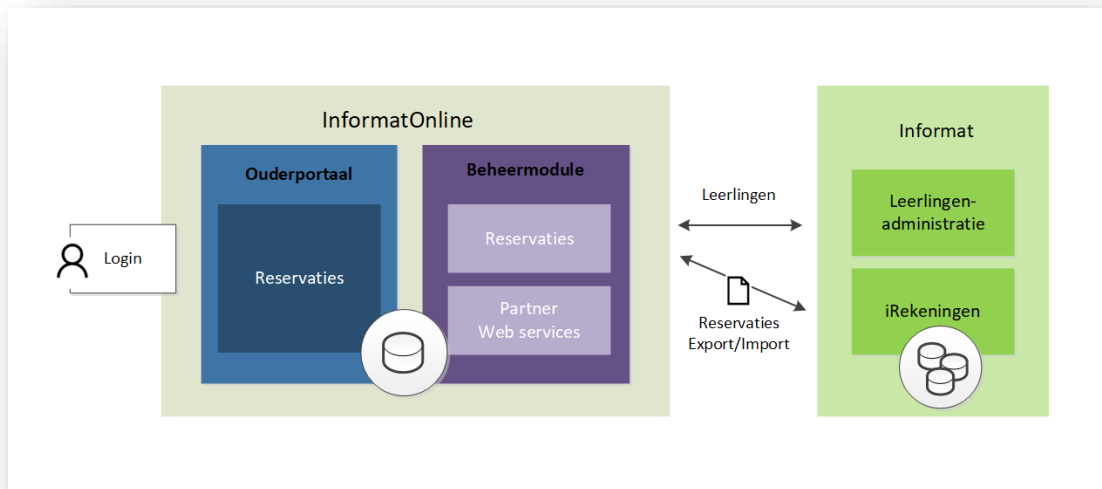 InformatOnline
Ouderportaal
Reservaties
Beheermodule
Reservaties
Partner
Web services
Login
Leerlingen
Reservaties
Export/Import
Informat
Leerlingen-
administratie
iRekeningen